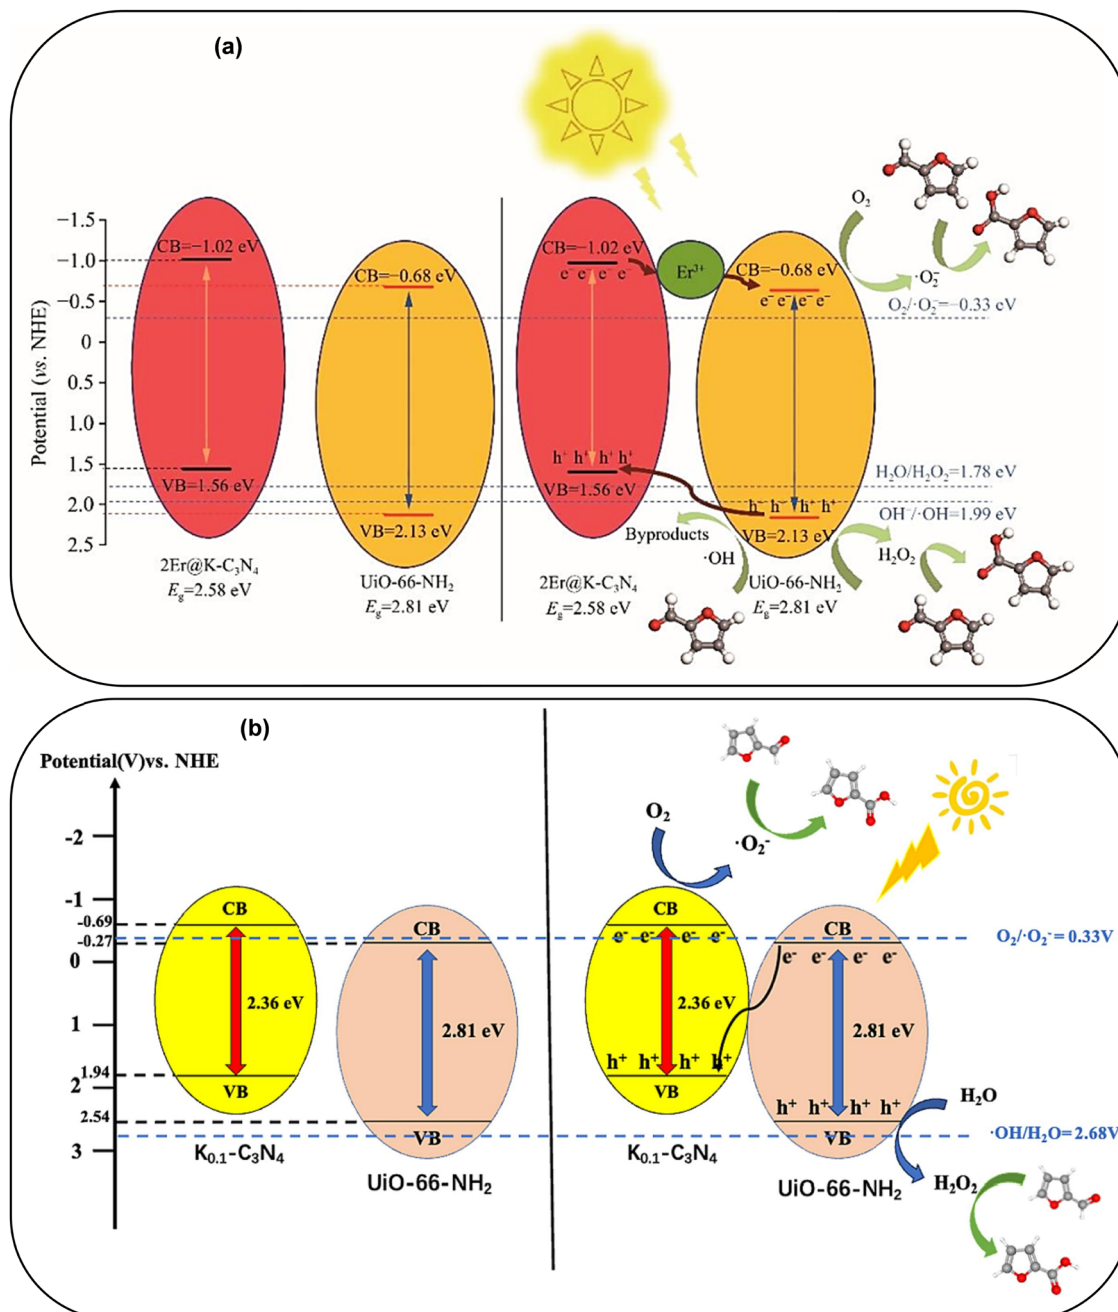 (a)
Potential (vs. NHE)
−1.5
−1.0
−0.5
0
0.5
1.0
1.5
2.0
2.5
CB=−1.02 eV
VB=1.56 eV
2Er@K-C₃N₄
E_g=2.58 eV
CB=−0.68 eV
VB=2.13 eV
UiO-66-NH₂
E_g=2.81 eV
CB=−1.02 eV
e⁻ e⁻ e⁻ e⁻
Er³⁺
CB=−0.68 eV
e⁻ e⁻ e⁻ e⁻
O₂
·O₂⁻
O₂/·O₂⁻=−0.33 eV
h⁺ h⁺ h⁺ h⁺
VB=1.56 eV
H₂O/H₂O₂=1.78 eV
h⁻ h⁻ h⁺ h⁺
OH⁻/·OH=1.99 eV
VB=2.13 eV
Byproducts
·OH
H₂O₂
2Er@K-C₃N₄
E_g=2.58 eV
UiO-66-NH₂
E_g=2.81 eV
(b)
Potential(V)vs. NHE
-2
-1
-0.69
-0.27
0
1
1.94
2
2.54
3
CB
2.36 eV
VB
K₀.₁-C₃N₄
CB
2.81 eV
VB
UiO-66-NH₂
O₂
·O₂⁻
CB
e⁻ e⁻ e⁻ e⁻
2.36 eV
h⁺ h⁺ h⁺ h⁺
VB
K₀.₁-C₃N₄
CB
e⁻ e⁻ e⁻ e⁻
O₂/·O₂⁻= 0.33V
2.81 eV
h⁺ h⁺ h⁺ h⁺
VB
UiO-66-NH₂
H₂O
·OH/H₂O= 2.68V
H₂O₂